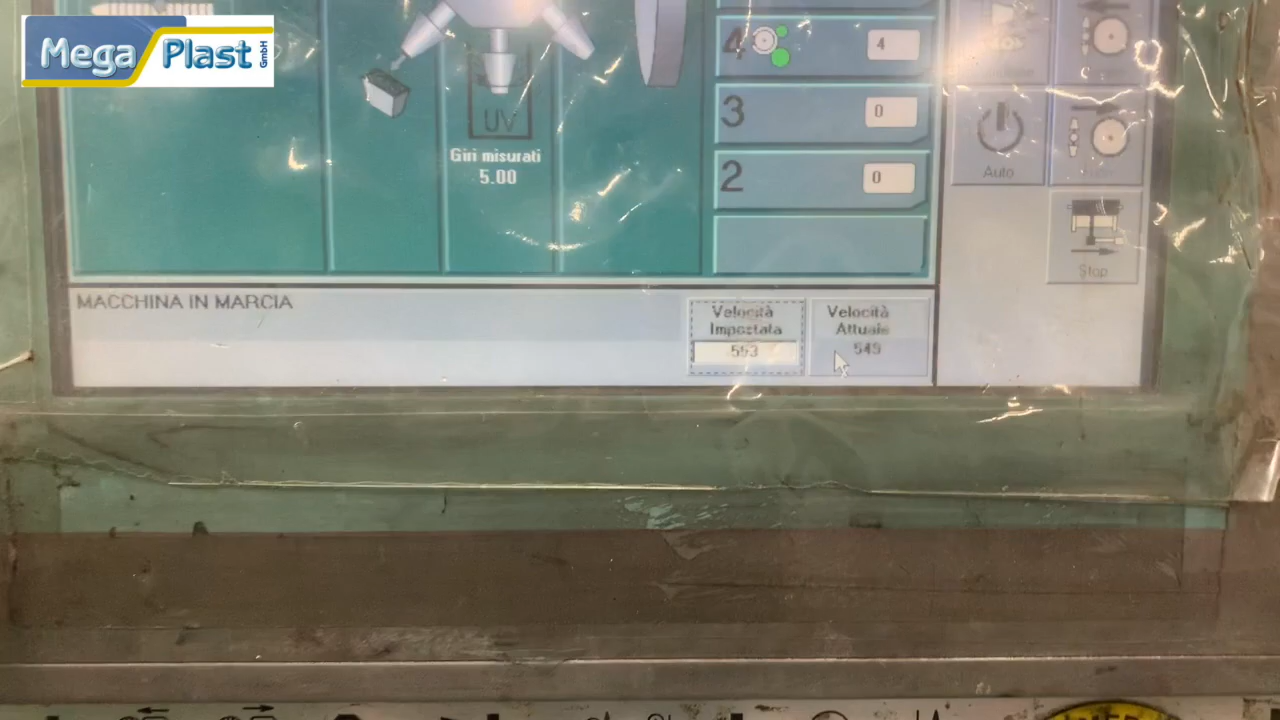 Mega Plast GmbH
4
4
3
0
UV
Giri misurati
5.00
2
0
Auto
Stop
MACCHINA IN MARCIA
Velocità
Impostata
553
Velocità
Attuale
549